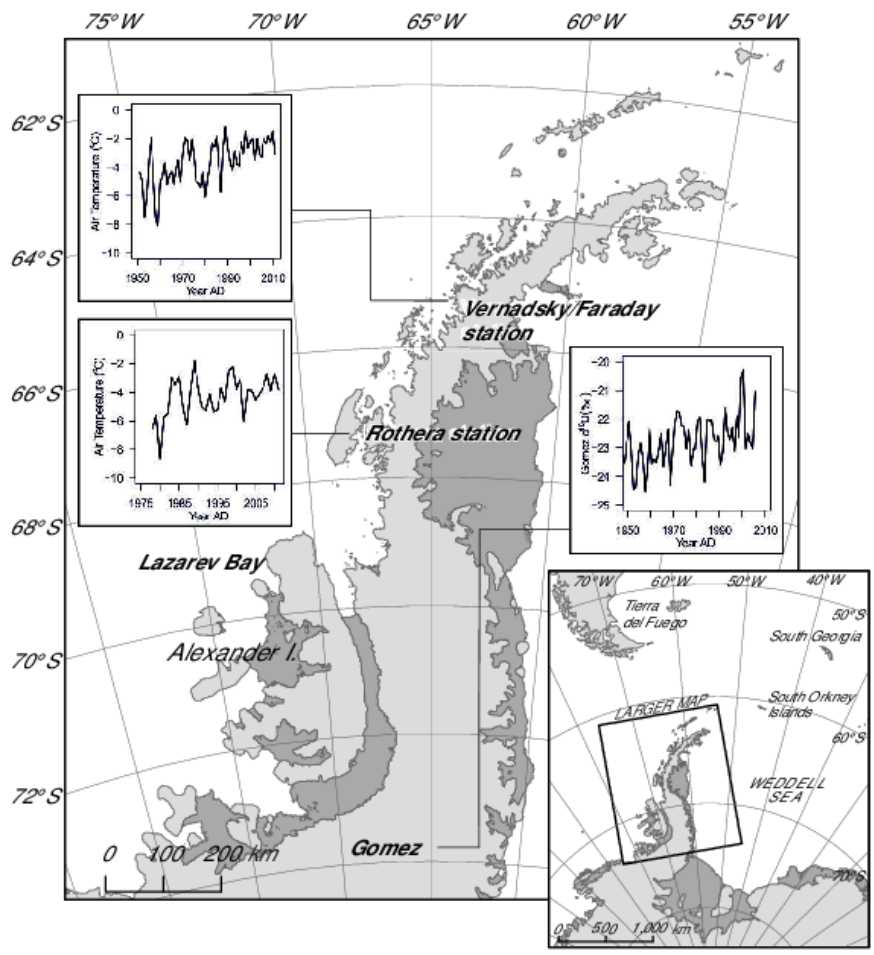 75°W 70°W 65°W 60°W 55°W
62°S
64°S
66°S
68°S
70°S
72°S
0
-2
-4
-6
-8
-10
Air Temperature (°C)
1950 1970 1990 2010
Year AD
0
-2
-4
-6
-8
-10
Air Temperature (°C)
1975 1985 1995 2005
Year AD
Vernadsky/Faraday
station
Rothera station
-20
-21
-22
-23
-24
-25
Gomez
1850 1970 1990 2010
Year AD
Lazarev Bay
Alexander I.
Gomez
0 100 200 km
70°W 60°W 50°W 40°W
50°S
60°S
70°S
Tierra
del Fuego
South Georgia
South Orkney
Islands
LARGER MAP
WEDDELL
SEA
0 500 1,000 km